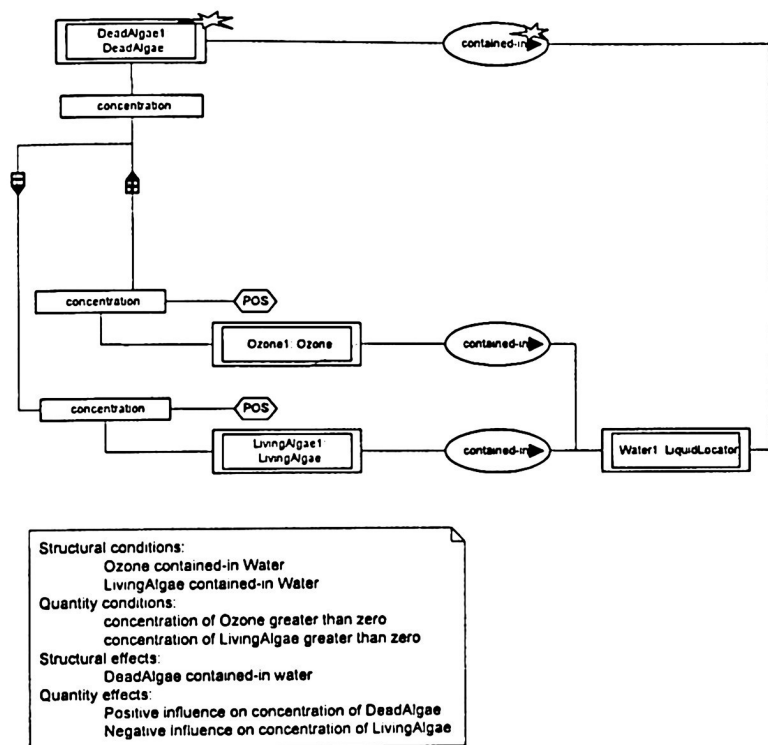 DeadAlgae1
DeadAlgae
contained-in
concentration
concentration
POS
Ozone1: Ozone
contained-in
concentration
POS
LivingAlgae1:
LivingAlgae
contained-in
Water1 LiquidLocator
Structural conditions:
Ozone contained-in Water
LivingAlgae contained-in Water
Quantity conditions:
concentration of Ozone greater than zero
concentration of LivingAlgae greater than zero
Structural effects:
DeadAlgae contained-in water
Quantity effects:
Positive influence on concentration of DeadAlgae
Negative Influence on concentration of LivingAlgae